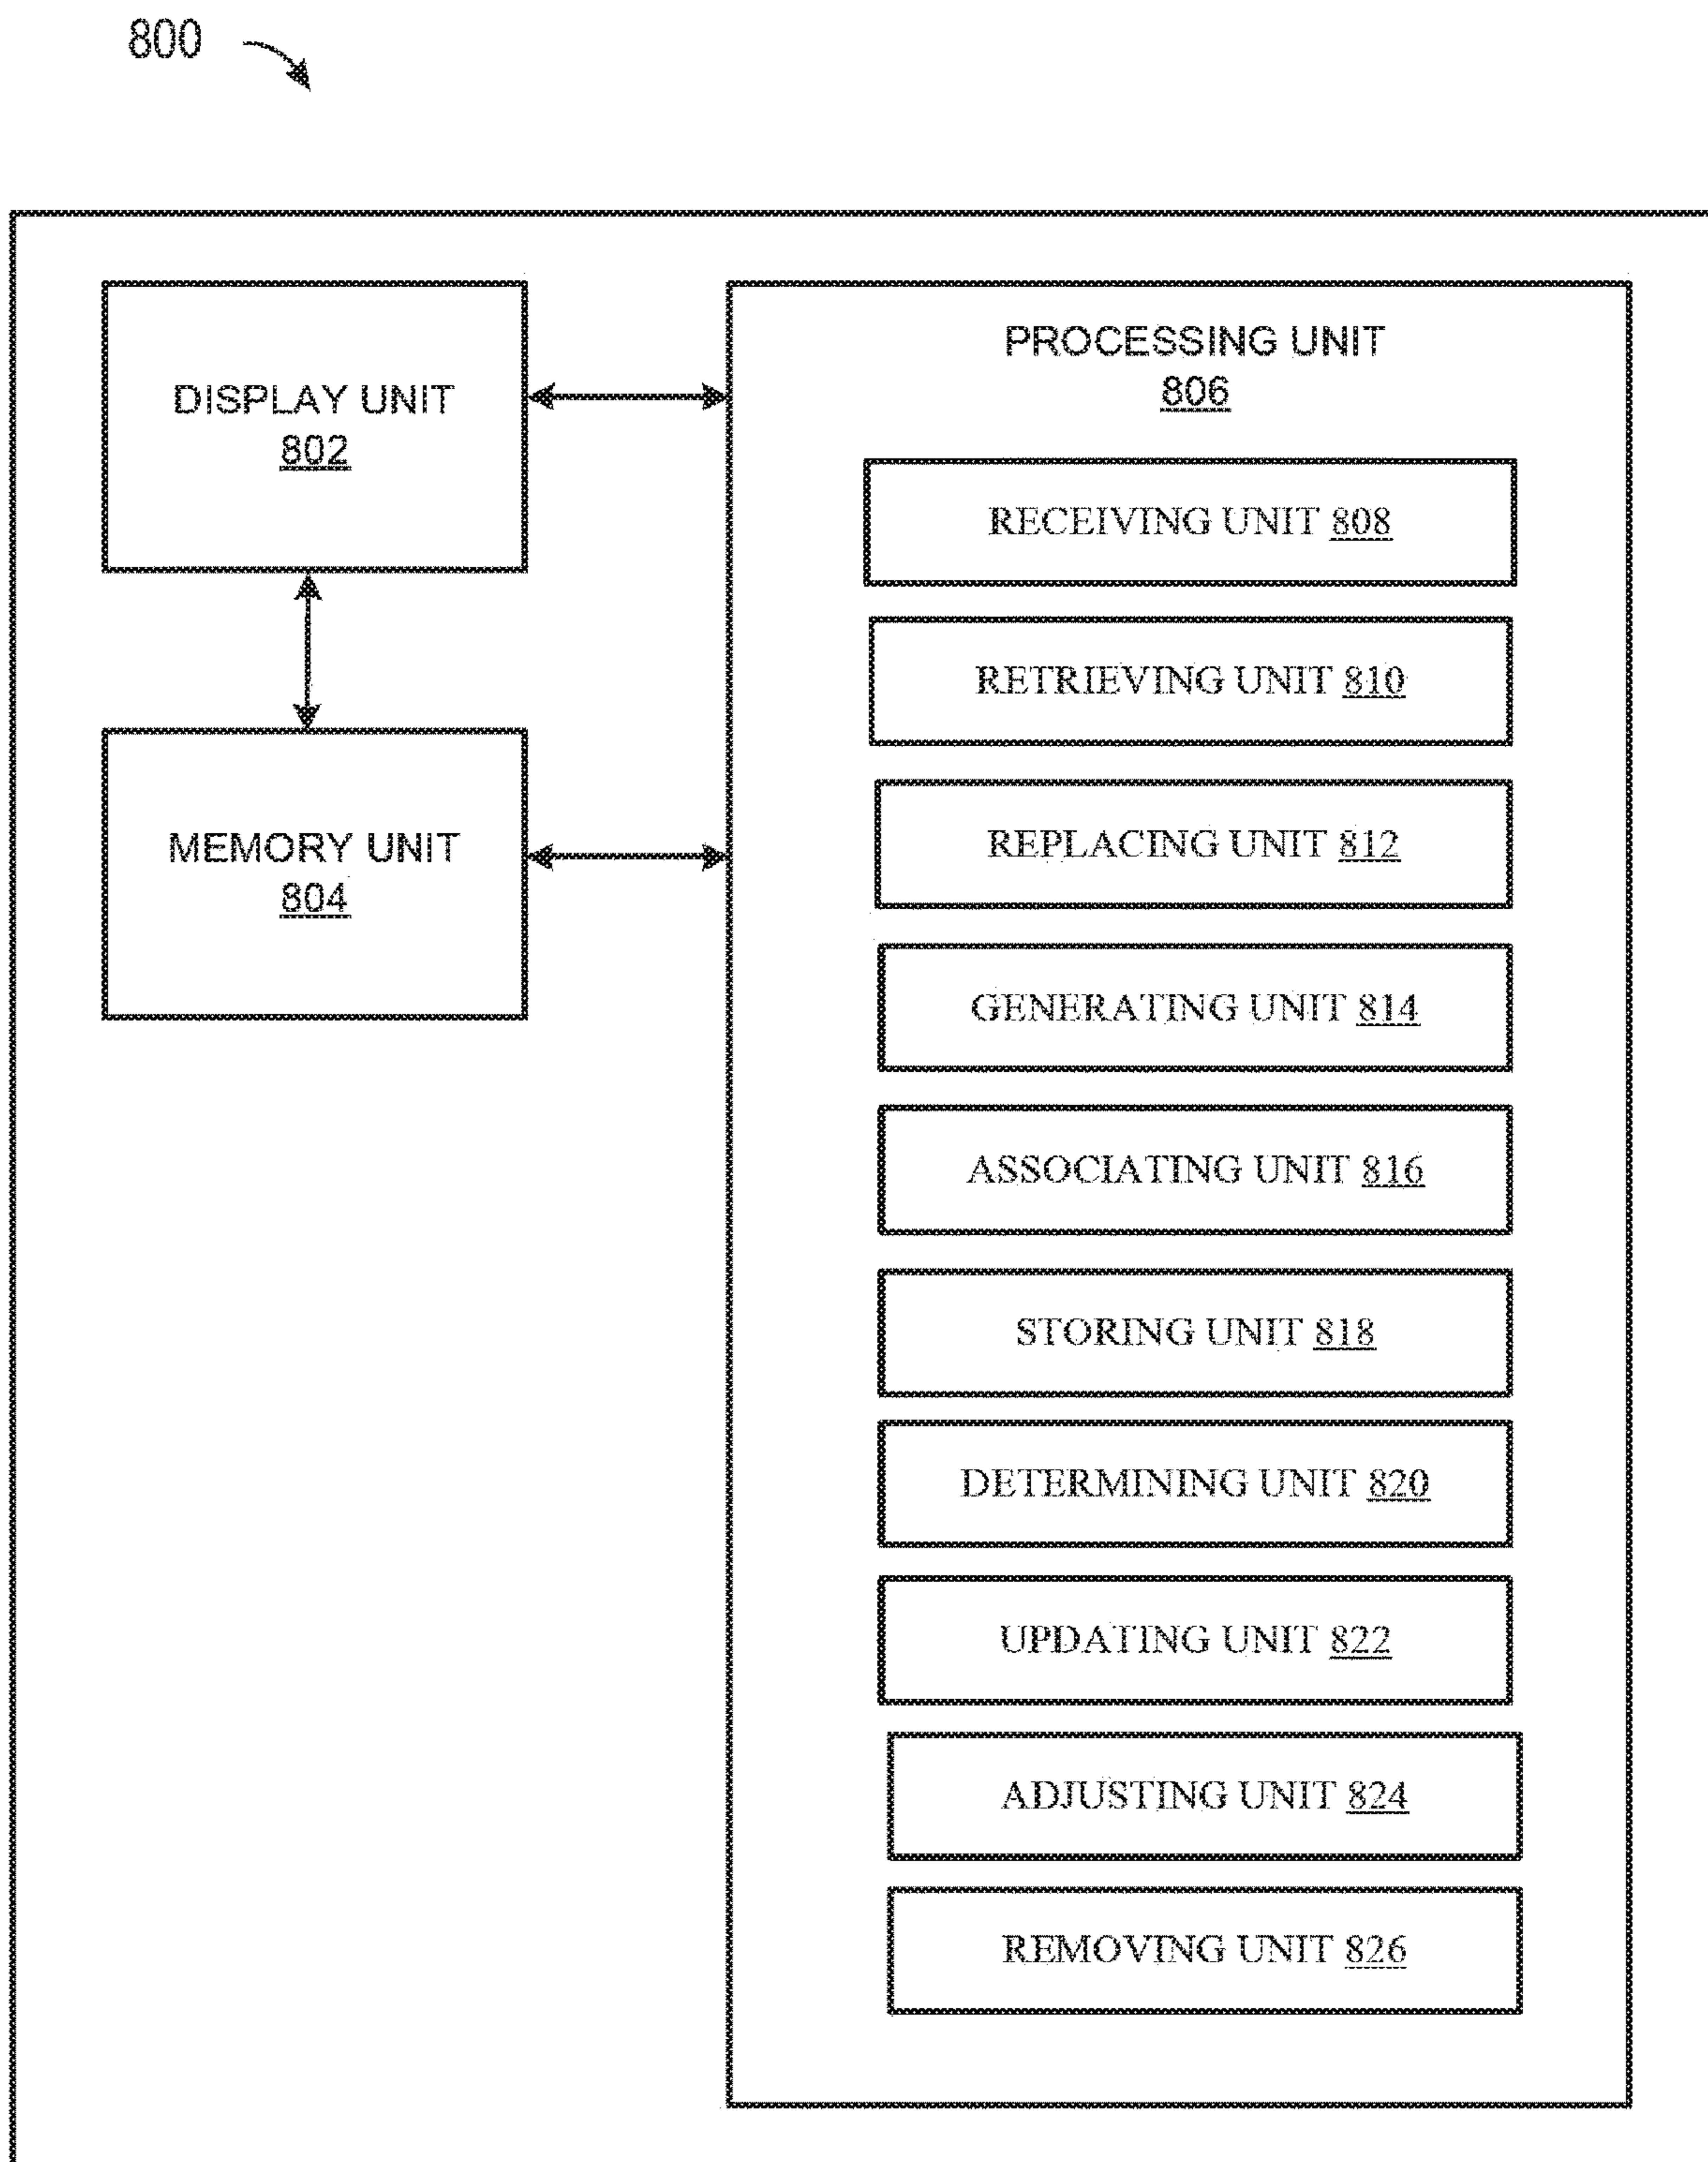 800
DISPLAY UNIT
802
MEMORY UNIT
804
PROCESSING UNIT
806
RECEIVING UNIT 808
RETRIEVING UNIT 810
REPLACING UNIT 812
GENERATING UNIT 814
ASSOCIATING UNIT 816
STORING UNIT 818
DETERMINING UNIT 820
UPDATING UNIT 822
ADJUSTING UNIT 824
REMOVING UNIT 826